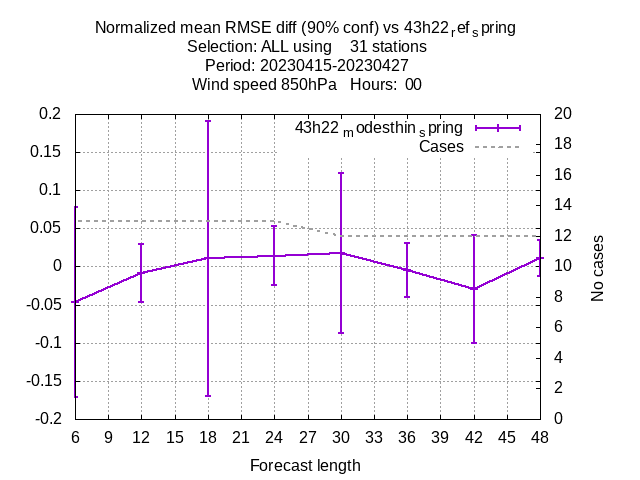 Normalized mean RMSE diff (90% conf) vs 43h22refspring
Selection: ALL using 31 stations
Period: 20230415-20230427
Wind speed 850hPa Hours: 00
43h22modesthinspring
Cases
0.2
0.15
0.1
0.05
0
-0.05
-0.1
-0.15
-0.2
20
18
16
14
12
10
8
6
4
2
0
No cases
6 9 12 15 18 21 24 27 30 33 36 39 42 45 48
Forecast length